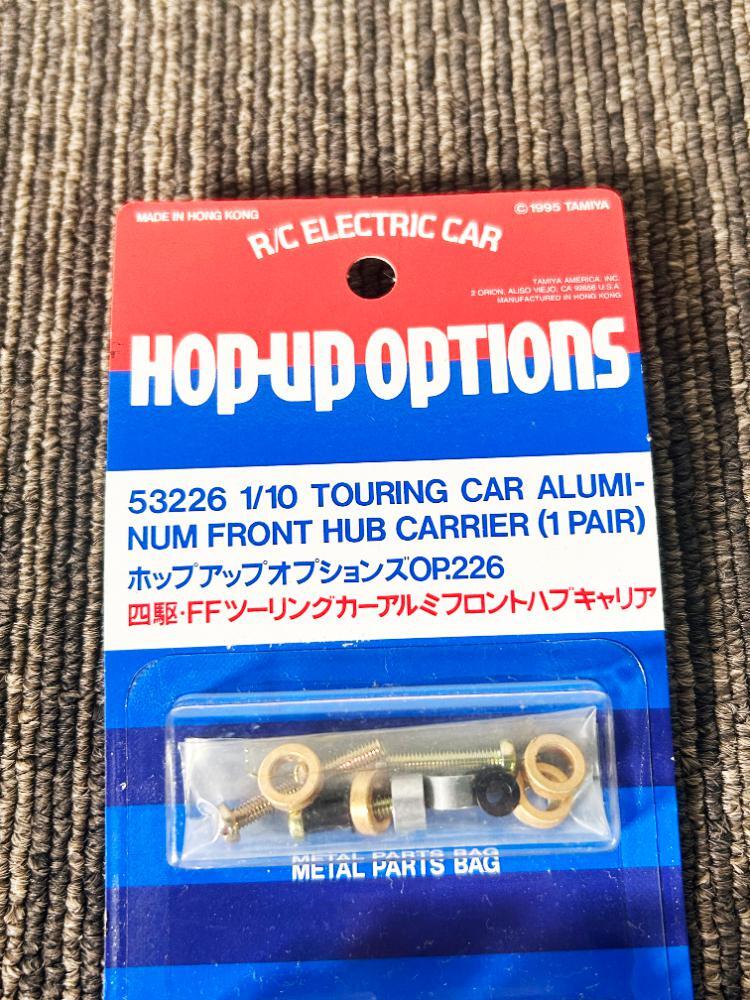 MADE IN HONG KONG
© 1995 TAMIYA
R/C ELECTRIC CAR
TAMIYA AMERICA, INC.
2 ORION, ALISO VIEJO, CA 92656 U.S.A
MANUFACTURED IN HONG KONG
HOP-UP OPTIONS
53226 1/10 TOURING CAR ALUMI-
NUM FRONT HUB CARRIER (1 PAIR)
ホップアップオプションズOP.226
四駆・FFツーリングカーアルミフロントハブキャリア
METAL PARTS BAG